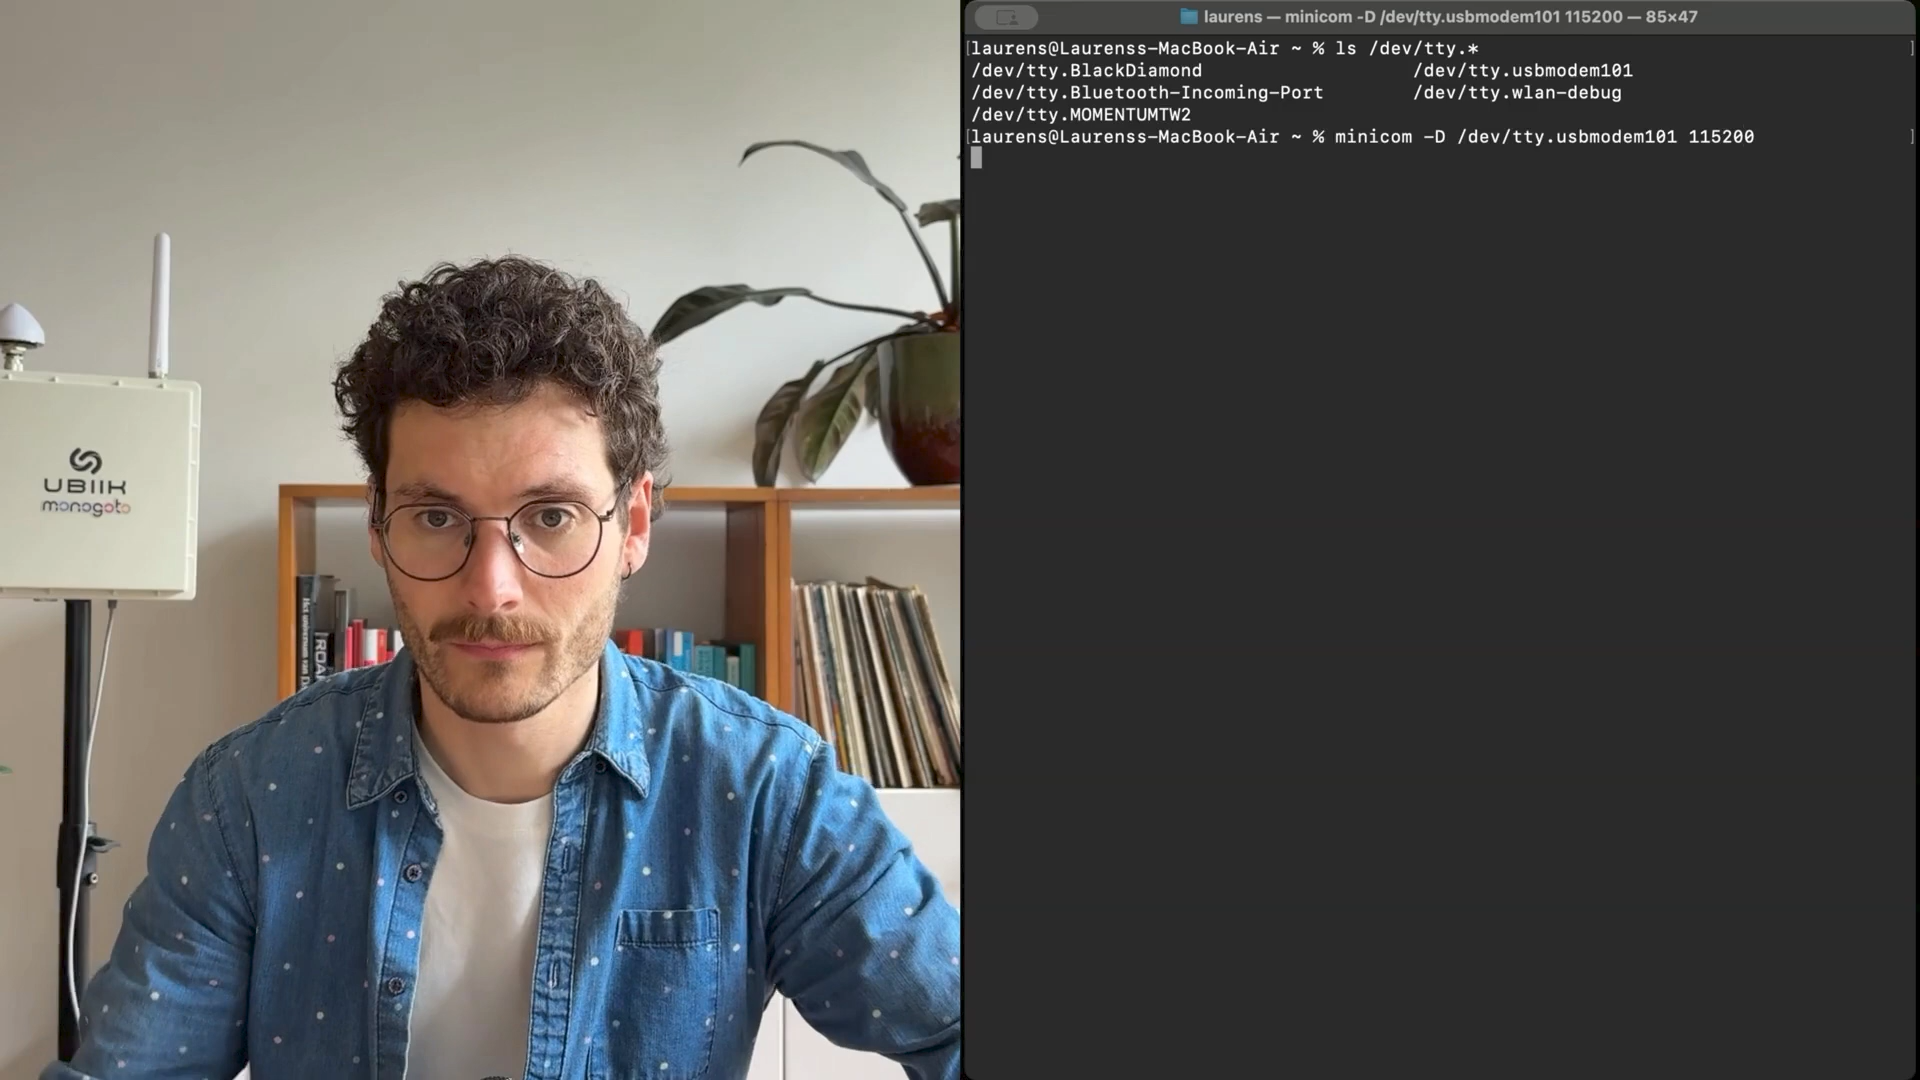 UBIIK
monogoto
ROA
laurens — minicom -D /dev/tty.usbmodem101 115200 — 85×47
[laurens@Laurenss-MacBook-Air ~ % ls /dev/tty.* ]
/dev/tty.BlackDiamond /dev/tty.usbmodem101
/dev/tty.Bluetooth-Incoming-Port /dev/tty.wlan-debug
/dev/tty.MOMENTUMTW2
[laurens@Laurenss-MacBook-Air ~ % minicom -D /dev/tty.usbmodem101 115200 ]